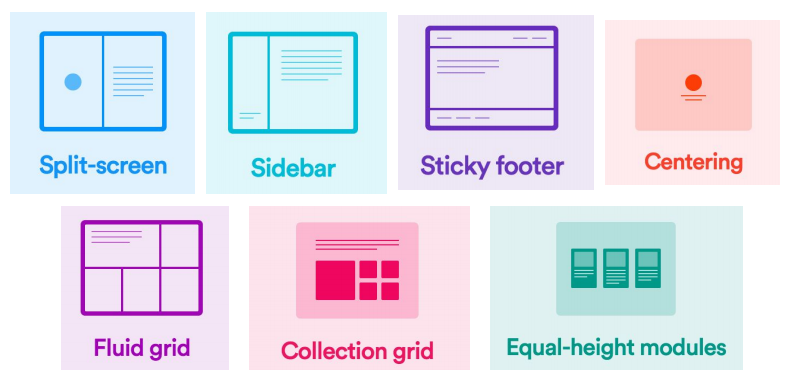 Split-screen
Sidebar
Sticky footer
Centering
Fluid grid
Collection grid
Equal-height modules